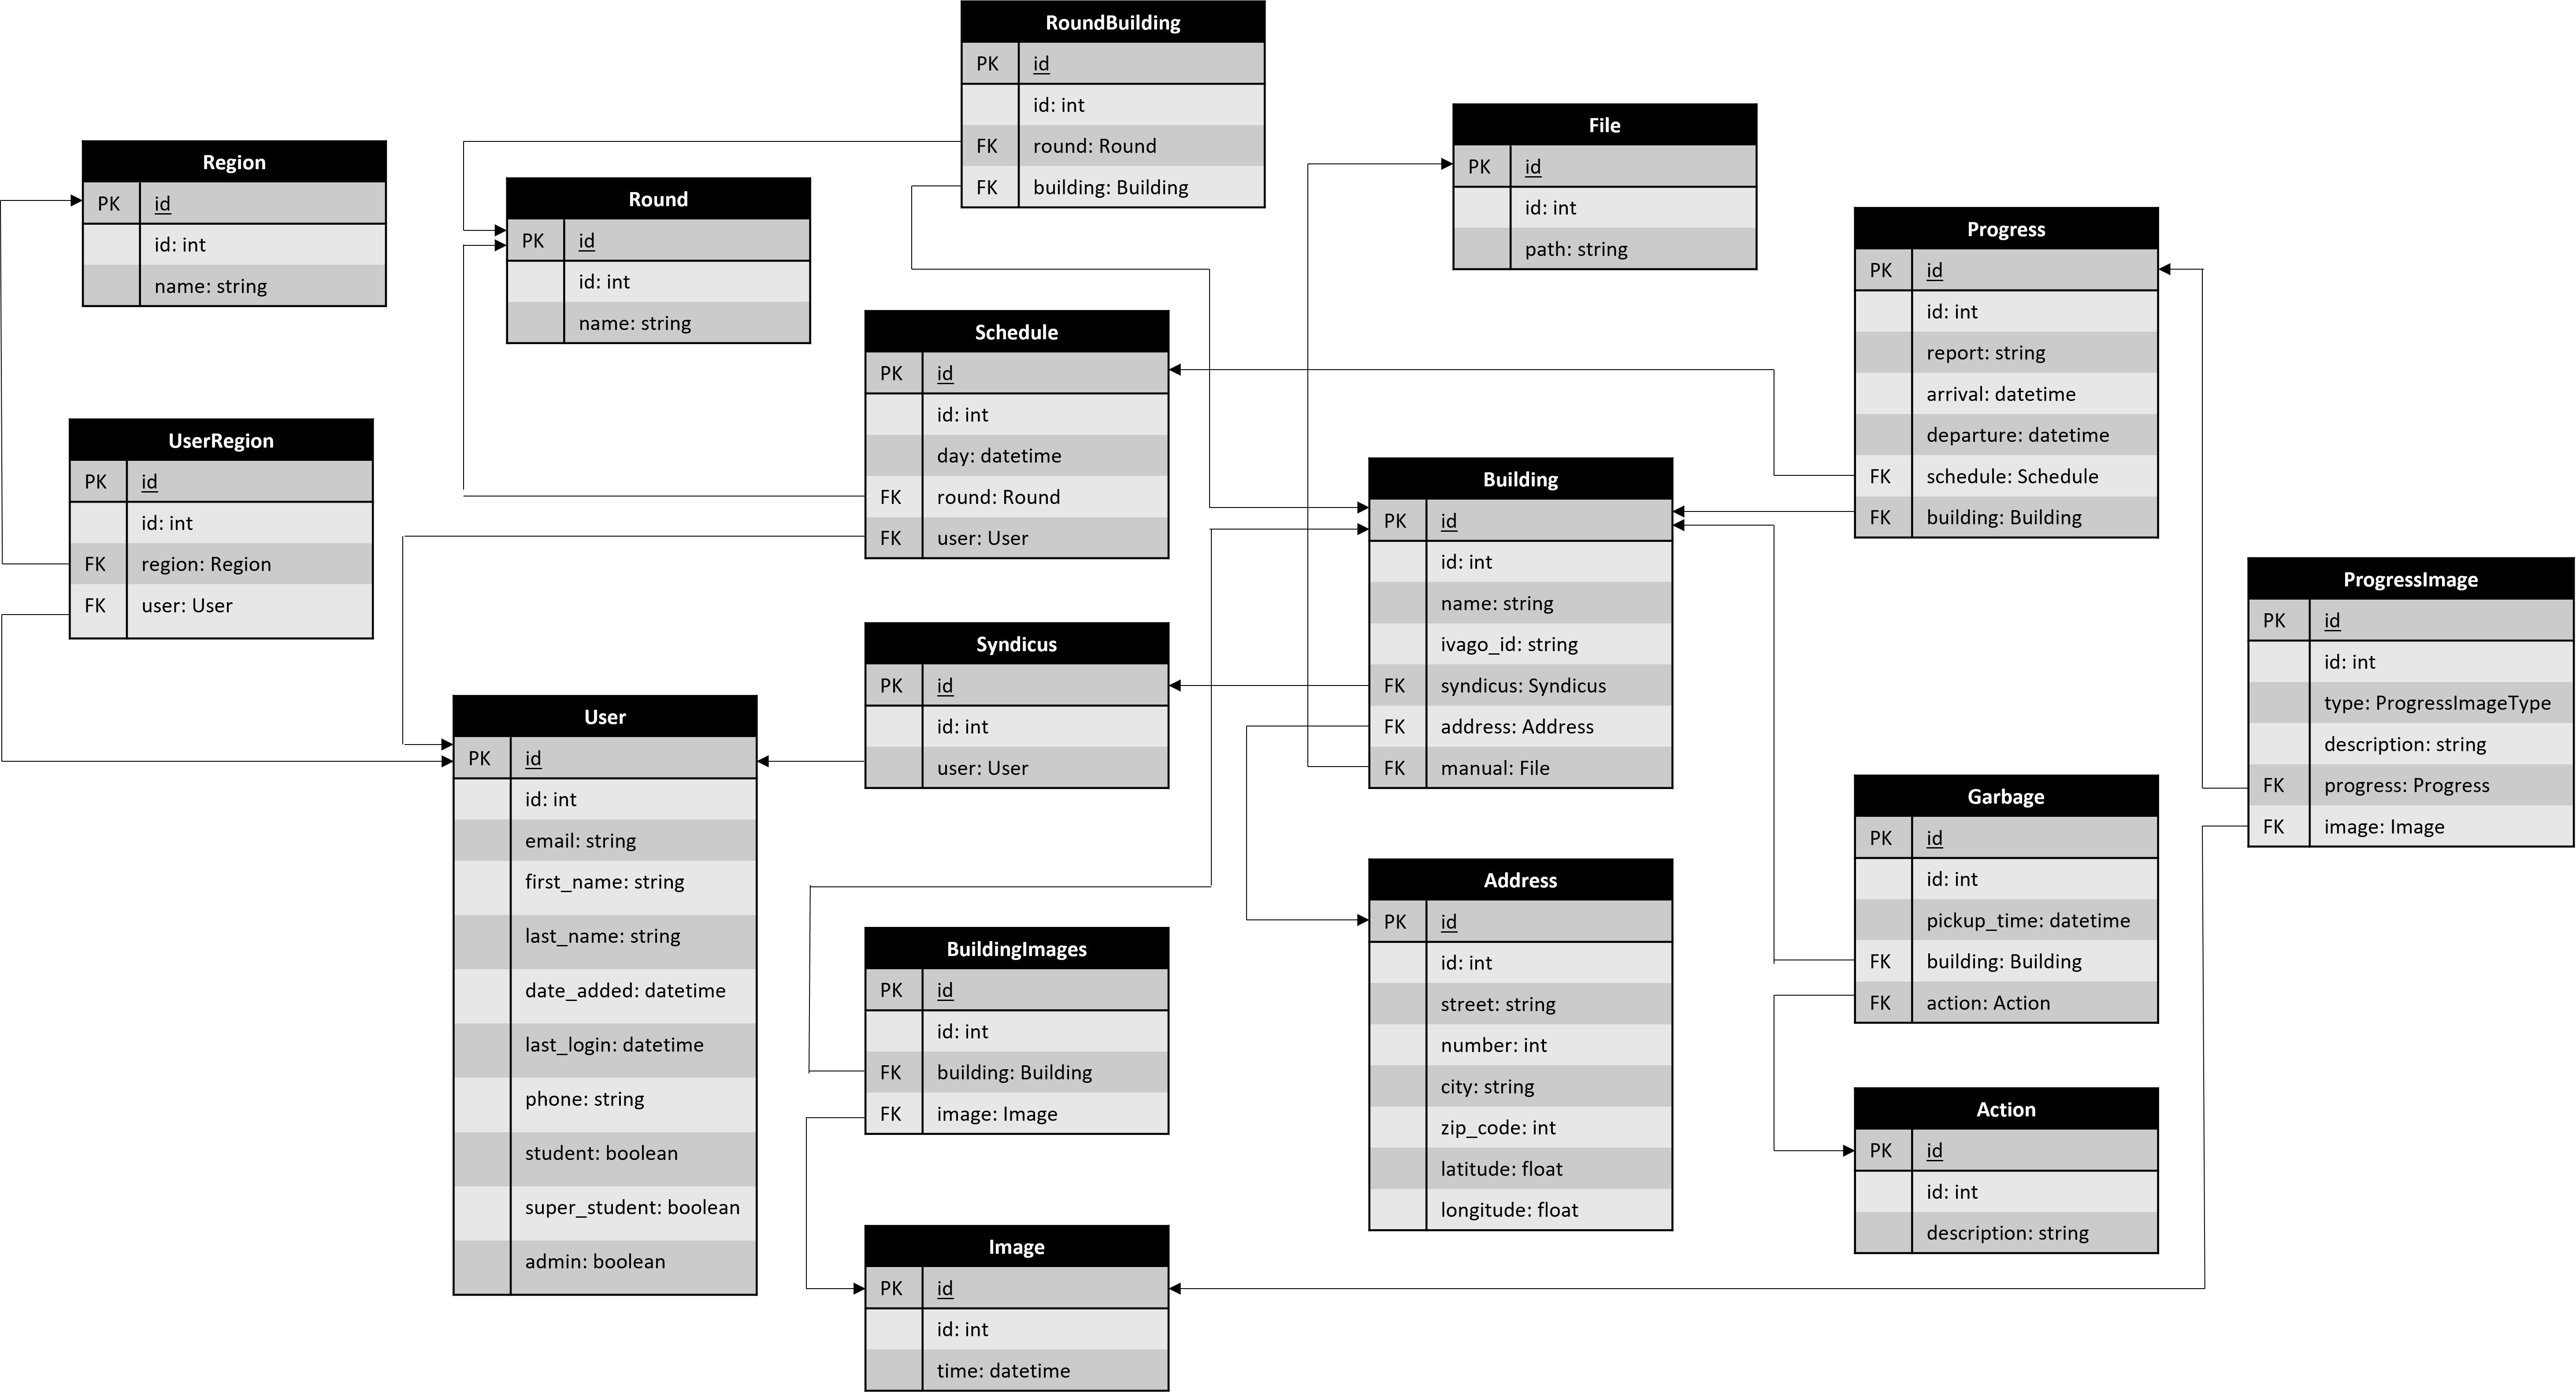 RoundBuilding
PK id
id: int
FK round: Round
FK building: Building
File
PK id
id: int
path: string
Region
PK id
id: int
name: string
Round
PK id
id: int
name: string
Progress
PK id
id: int
report: string
arrival: datetime
departure: datetime
FK schedule: Schedule
FK building: Building
Schedule
PK id
id: int
day: datetime
FK round: Round
FK user: User
UserRegion
PK id
id: int
FK region: Region
FK user: User
Building
PK id
id: int
name: string
ivago_id: string
FK syndicus: Syndicus
FK address: Address
FK manual: File
ProgressImage
PK id
id: int
type: ProgressImageType
description: string
FK progress: Progress
FK image: Image
Syndicus
PK id
id: int
user: User
User
PK id
id: int
email: string
first_name: string
last_name: string
date_added: datetime
last_login: datetime
phone: string
student: boolean
super_student: boolean
admin: boolean
Garbage
PK id
id: int
pickup_time: datetime
FK building: Building
FK action: Action
Address
PK id
id: int
street: string
number: int
city: string
zip_code: int
latitude: float
longitude: float
BuildingImages
PK id
id: int
FK building: Building
FK image: Image
Action
PK id
id: int
description: string
Image
PK id
id: int
time: datetime